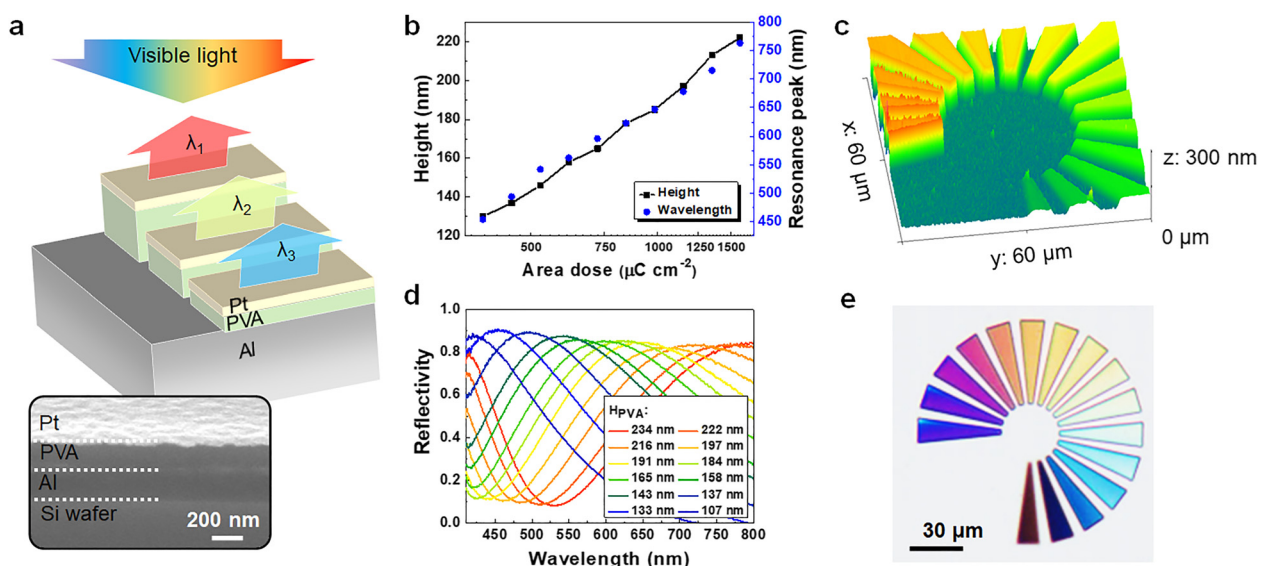 a
Visible light
λ1
λ2
λ3
Pt
PVA
Al
Pt
PVA
Al
Si wafer
200 nm
b
Height (nm)
220
200
180
160
140
120
800
750
700
650
600
550
500
450
Resonance peak (nm)
Height
Wavelength
500
750
1000
1250 1500
Area dose (μC cm-2)
c
x: 60 μm
y: 60 μm
z: 300 nm
0 μm
d
Reflectivity
1.0
0.8
0.6
0.4
0.2
0.0
HPVA:
234 nm 222 nm
216 nm 197 nm
191 nm 184 nm
165 nm 158 nm
143 nm 137 nm
133 nm 107 nm
450 500 550 600 650 700 750 800
Wavelength (nm)
e
30 μm